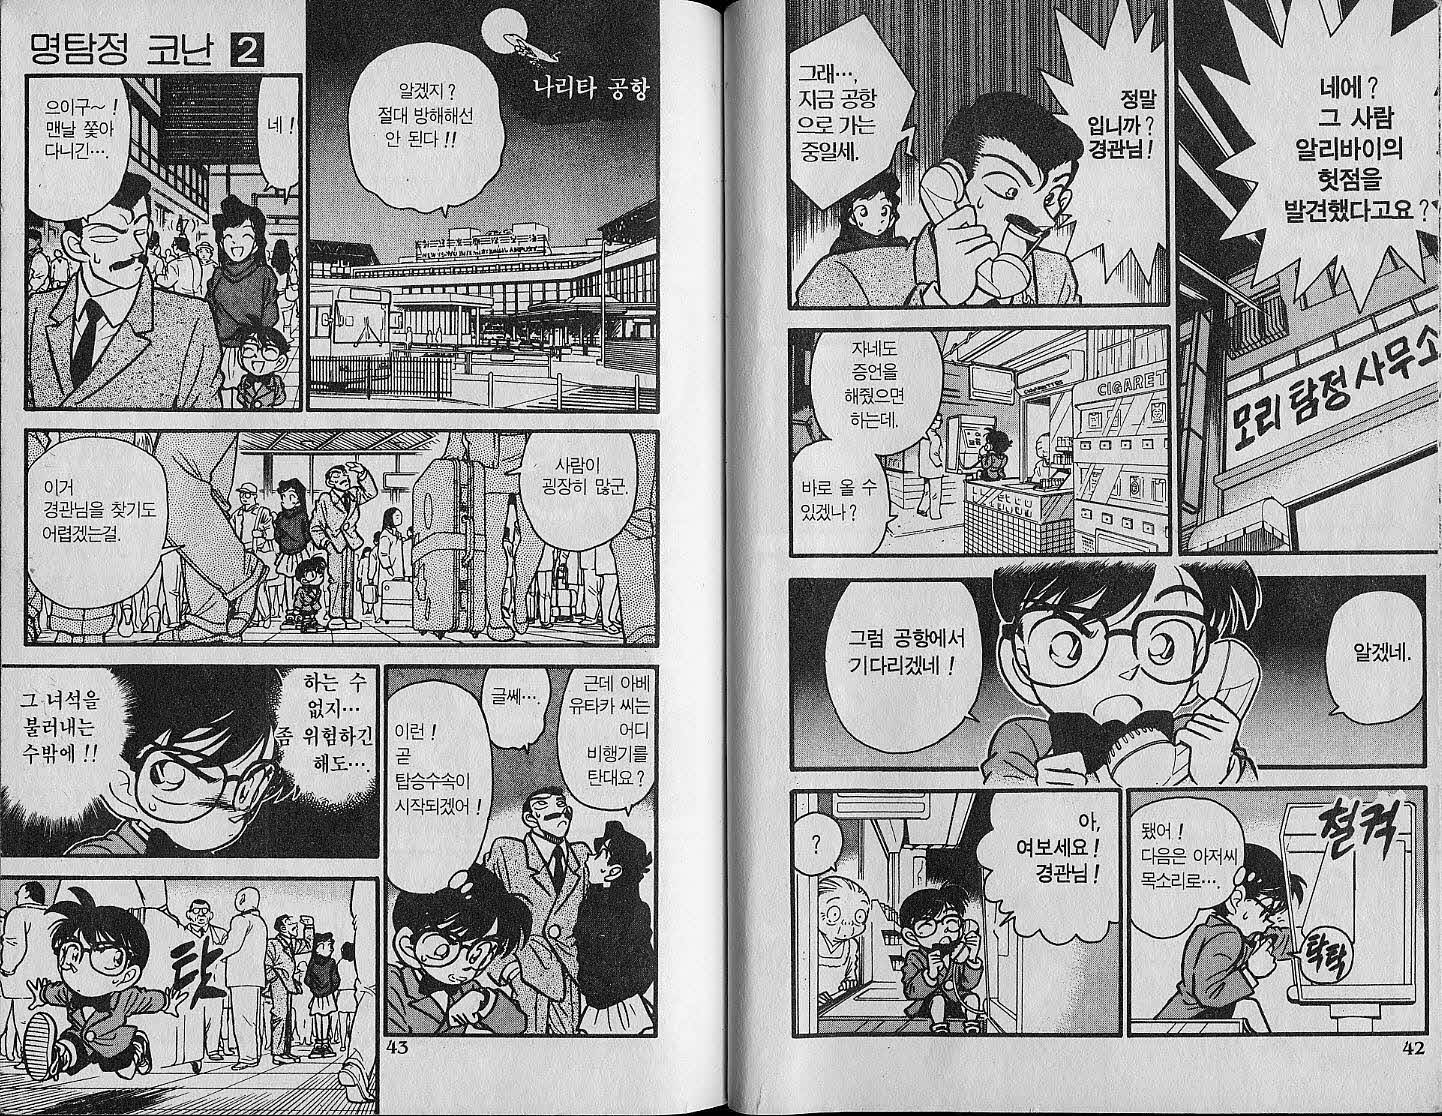 네에?
그 사람
알리바이의
헛점을
발견했다고요?
모리탐정사무소
정말
입니까?
경관님!
그래…,
지금 공항
으로 가는
중일세.
CIGARET
자네도
증언을
해줬으면
하는데.
바로 올 수
있겠나?
알겠네.
그럼 공항에서
기다리겠네!
철컥
됐어!
다음은 아저씨
목소리로….
탁탁
아,
여보세요!
경관님!
?
42
명탐정 코난 2
나리타 공항
알겠지?
절대 방해해선
안 된다!!
네!
으이구~!
맨날 쫓아
다니긴….
사람이
굉장히 많군.
이거
경관님을 찾기도
어렵겠는걸.
근데 아베
유타카 씨는
어디
비행기를
탄대요?
글쎄….
이런!
곧
탑승수속이
시작되겠어!
하는 수
없지…
좀 위험하긴
해도…
그 녀석을
불러내는
수밖에!!
탓
43